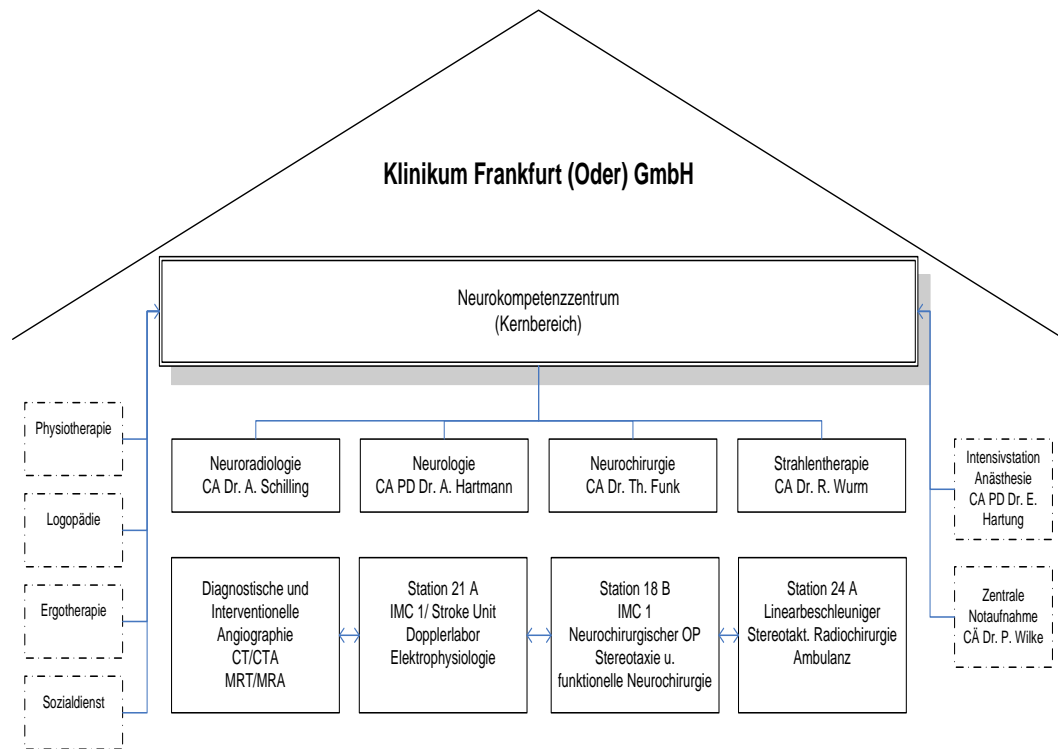 Klinikum Frankfurt (Oder) GmbH
Neurokompetenzzentrum
(Kernbereich)
Physiotherapie
Logopädie
Ergotherapie
Sozialdienst
Neuroradiologie
CA Dr. A. Schilling
Neurologie
CA PD Dr. A. Hartmann
Neurochirurgie
CA Dr. Th. Funk
Strahlentherapie
CA Dr. R. Wurm
Diagnostische und
Interventionelle
Angiographie
CT/CTA
MRT/MRA
Station 21 A
IMC 1/ Stroke Unit
Dopplerlabor
Elektrophysiologie
Station 18 B
IMC 1
Neurochirurgischer OP
Stereotaxie u.
funktionelle Neurochirurgie
Station 24 A
Linearbeschleuniger
Stereotakt. Radiochirurgie
Ambulanz
Intensivstation
Anästhesie
CA PD Dr. E.
Hartung
Zentrale
Notaufnahme
CÄ Dr. P. Wilke